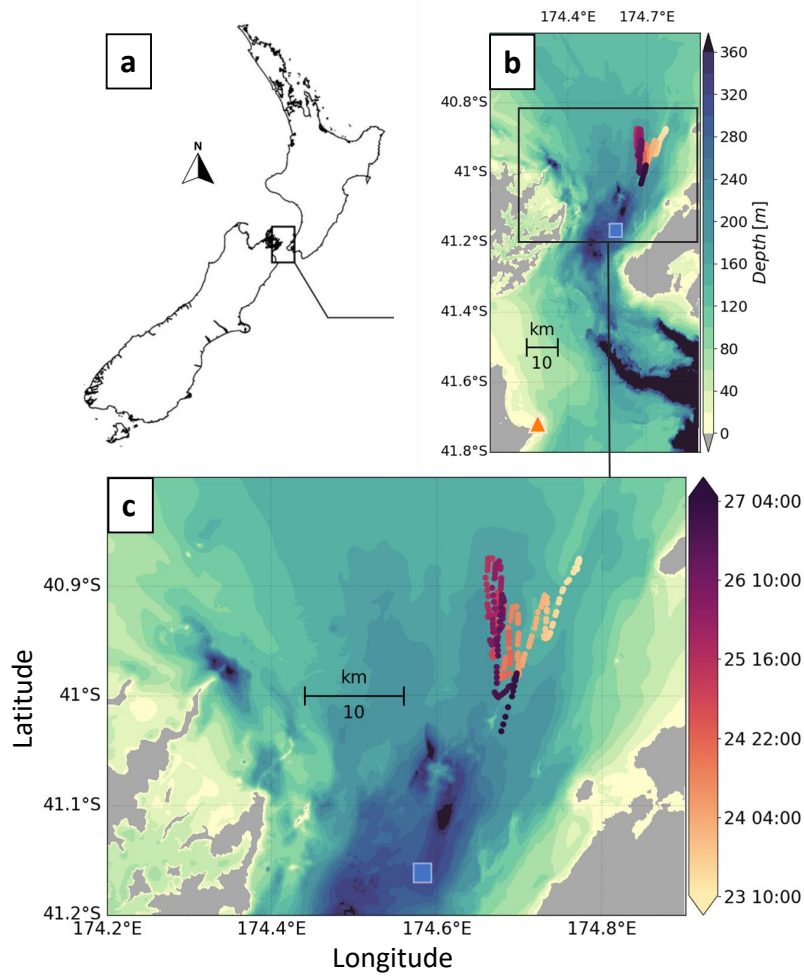 a
N
b
174.4°E 174.7°E
40.8°S
41°S
41.2°S
41.4°S
41.6°S
41.8°S
km
10
360
320
280
240
200
160
120
80
40
0
Depth [m]
c
40.9°S
41°S
41.1°S
41.2°S
174.2°E 174.4°E 174.6°E 174.8°E
km
10
Latitude
Longitude
27 04:00
26 10:00
25 16:00
24 22:00
24 04:00
23 10:00